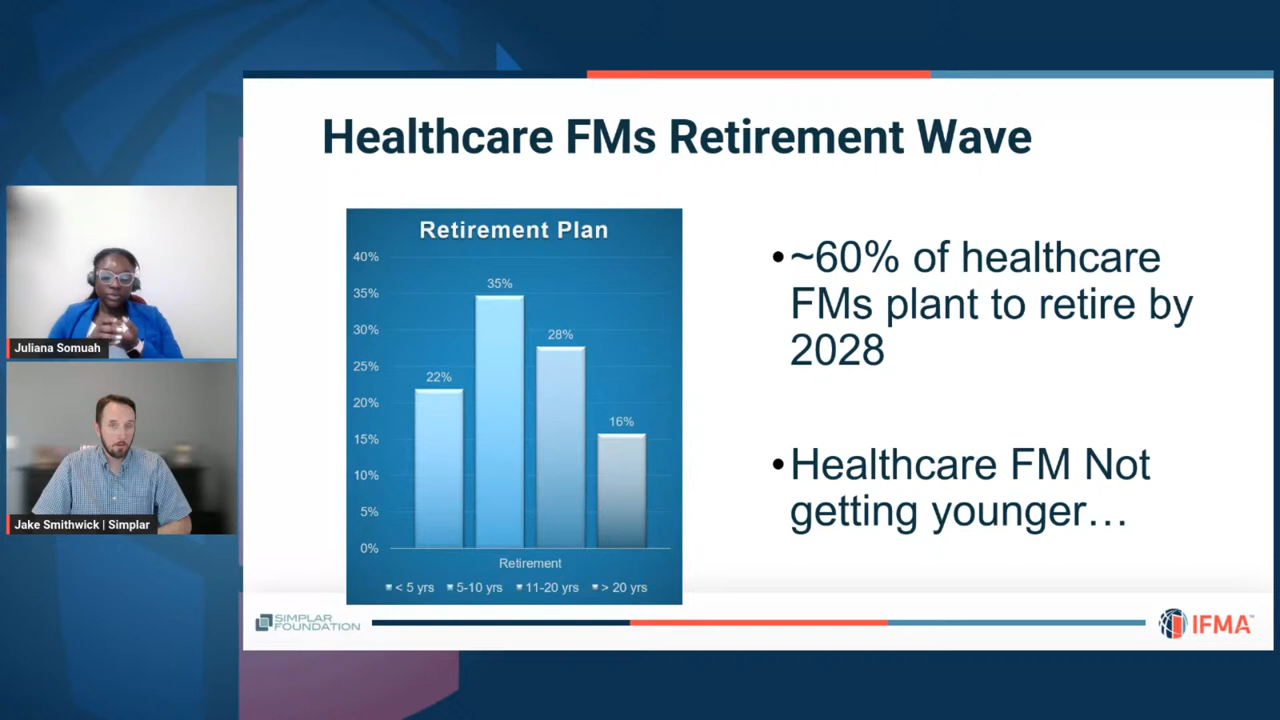 Healthcare FMs Retirement Wave
Retirement Plan
40%
35%
30%
25%
20%
15%
10%
5%
0%
22%
35%
28%
16%
Retirement
< 5 yrs 5-10 yrs 11-20 yrs > 20 yrs
•~60% of healthcare
FMs plant to retire by
2028
•Healthcare FM Not
getting younger…
Juliana Somuah
Jake Smithwick | Simplar
SIMPLAR
FOUNDATION
IFMA™